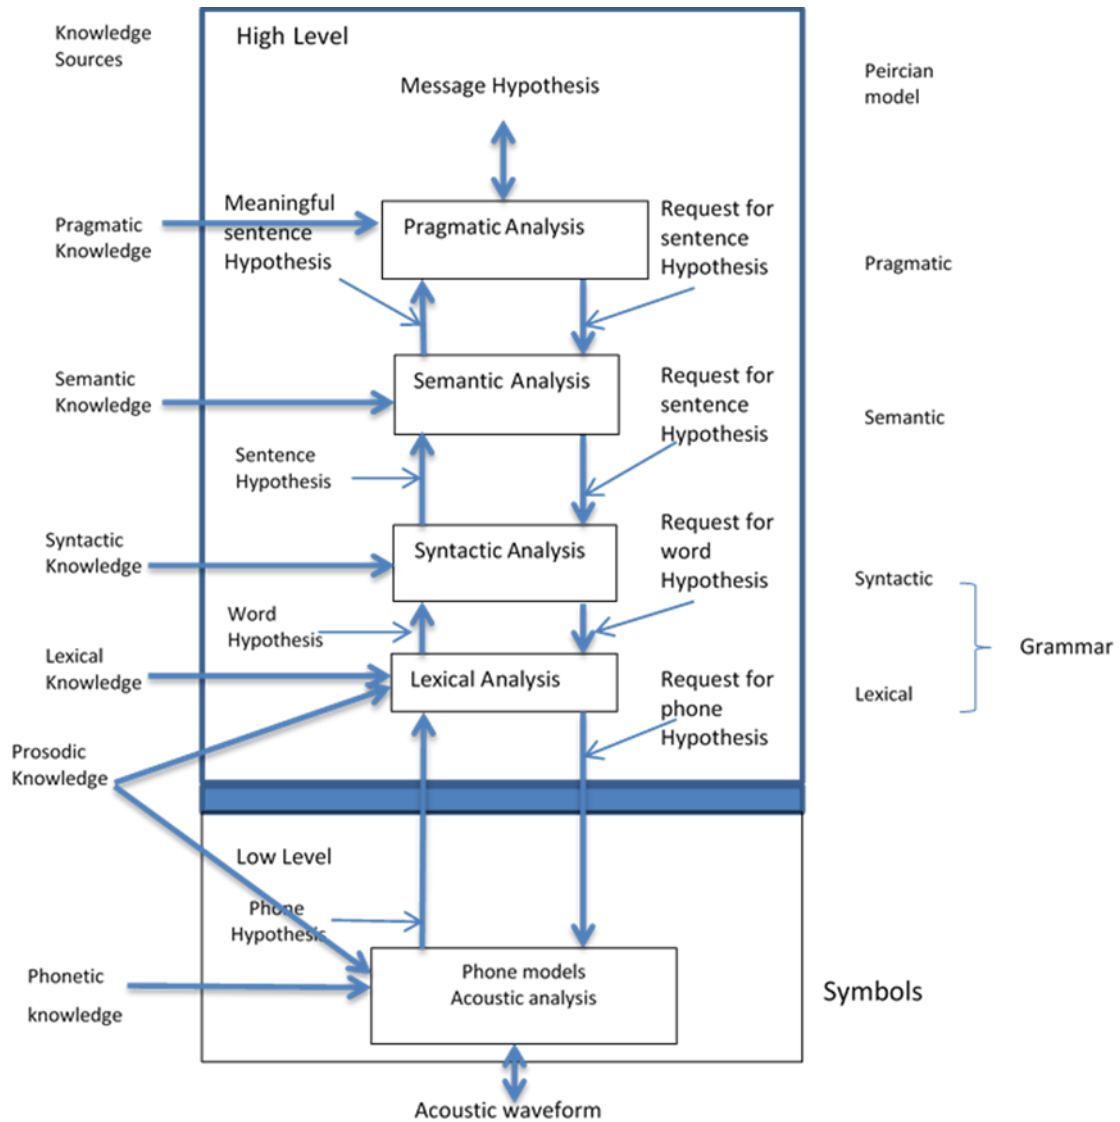 Knowledge
Sources
High Level
Peircian
model
Message Hypothesis
Pragmatic
Knowledge
Meaningful
sentence
Hypothesis
Pragmatic Analysis
Request for
sentence
Hypothesis
Pragmatic
Semantic
Knowledge
Semantic Analysis
Request for
sentence
Hypothesis
Semantic
Sentence
Hypothesis
Syntactic
Knowledge
Syntactic Analysis
Request for
word
Hypothesis
Syntactic
Word
Hypothesis
Grammar
Lexical
Knowledge
Lexical Analysis
Request for
phone
Hypothesis
Lexical
Prosodic
Knowledge
Low Level
Phone
Hypothesis
Phonetic
knowledge
Phone models
Acoustic analysis
Symbols
Acoustic waveform